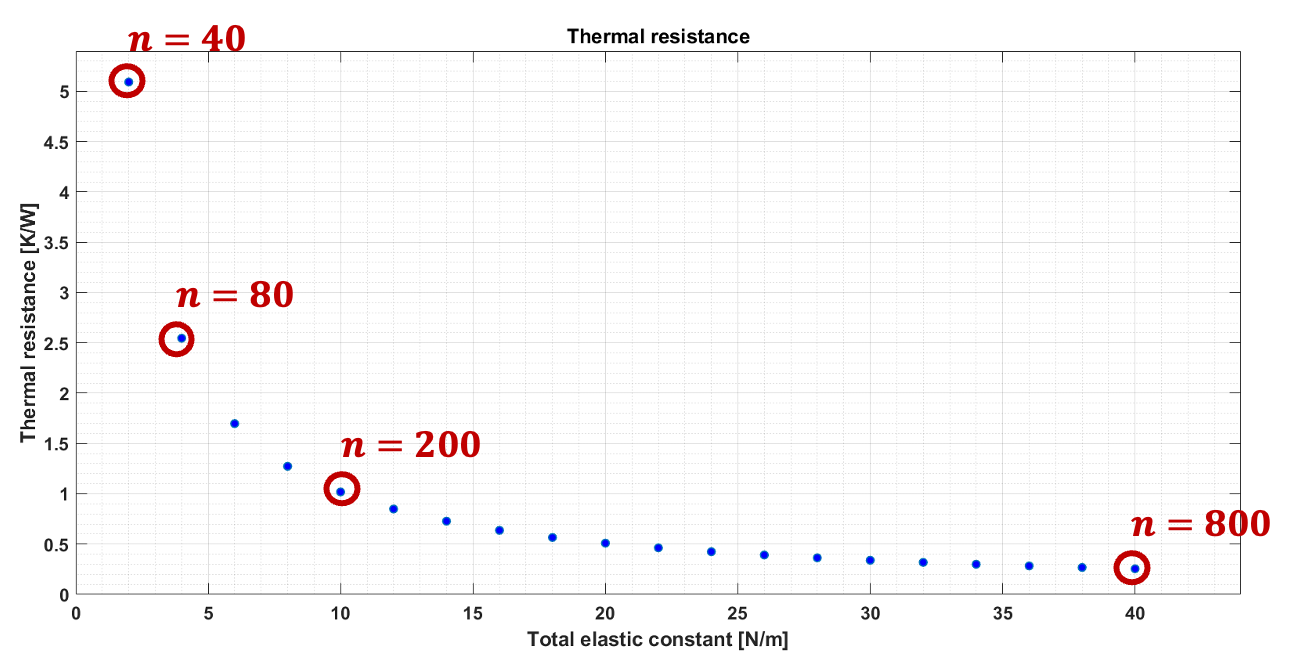 n = 40
Thermal resistance
5
4.5
4
3.5
3
2.5
2
1.5
1
0.5
0
Thermal resistance [K/W]
n = 80
n = 200
n = 800
0 5 10 15 20 25 30 35 40
Total elastic constant [N/m]